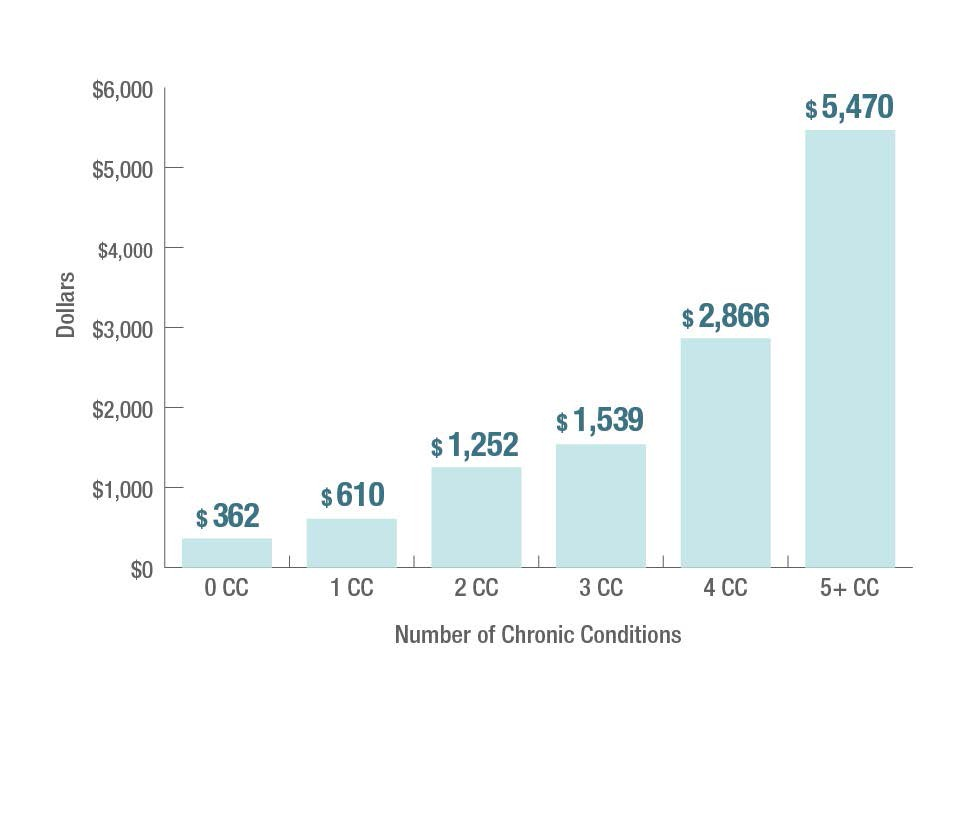 $6,000
$5,000
$4,000
$3,000
$2,000
$1,000
$0
Dollars
$ 362
$ 610
$ 1,252
$ 1,539
$ 2,866
$ 5,470
0 CC
1 CC
2 CC
3 CC
4 CC
5+ CC
Number of Chronic Conditions